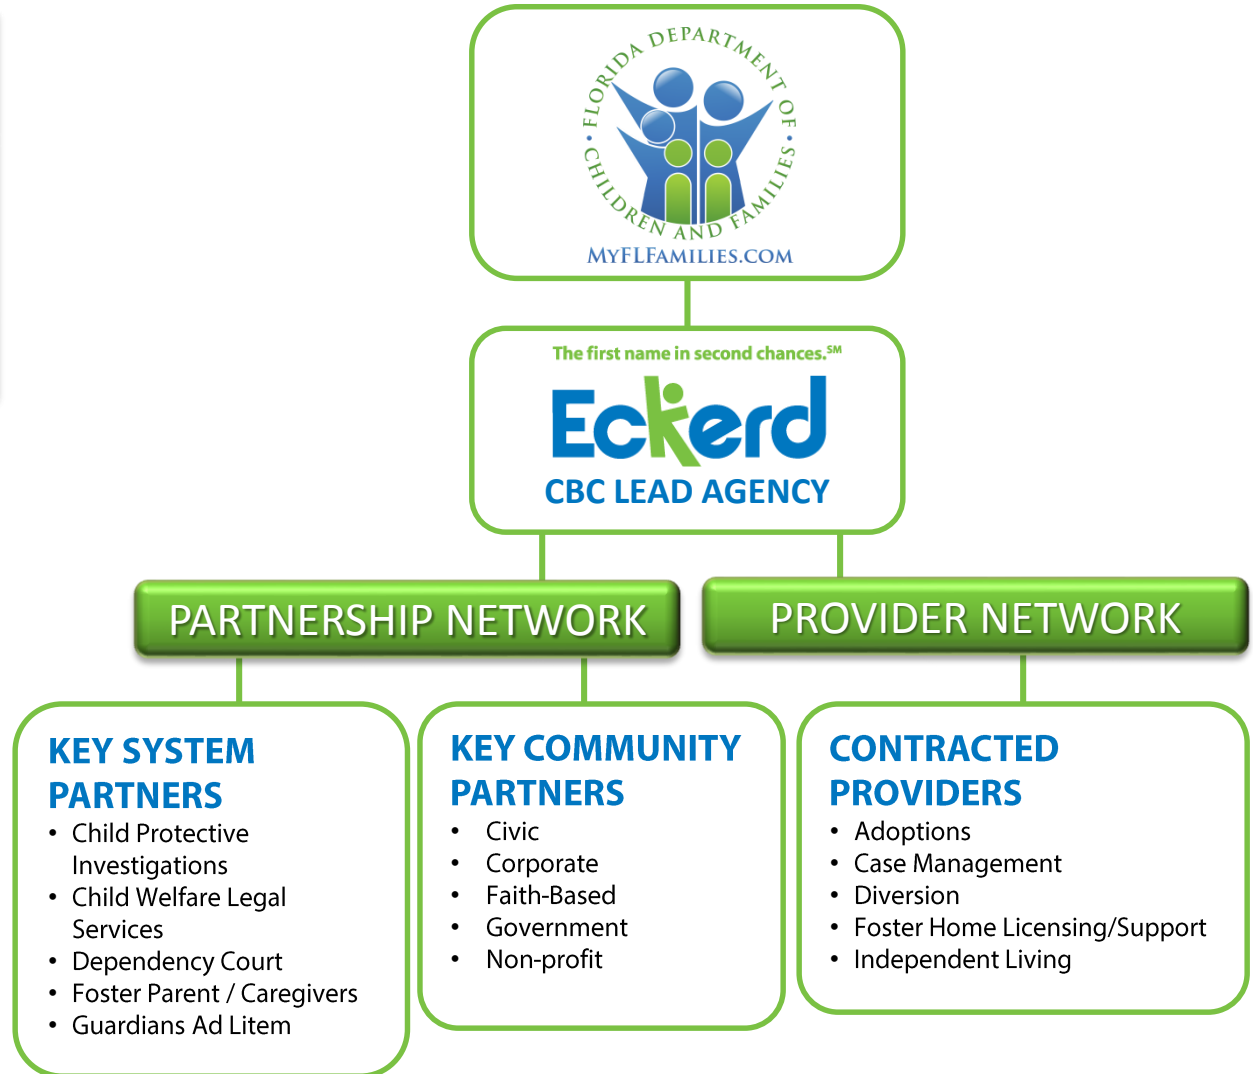 FLORIDA DEPARTMENT OF
CHILDREN AND FAMILIES
MYFLFAMILIES.COM
The first name in second chances.℠
Eckerd
CBC LEAD AGENCY
PARTNERSHIP NETWORK
PROVIDER NETWORK
KEY SYSTEM
PARTNERS
• Child Protective
Investigations
• Child Welfare Legal
Services
• Dependency Court
• Foster Parent / Caregivers
• Guardians Ad Litem
KEY COMMUNITY
PARTNERS
• Civic
• Corporate
• Faith-Based
• Government
• Non-profit
CONTRACTED
PROVIDERS
• Adoptions
• Case Management
• Diversion
• Foster Home Licensing/Support
• Independent Living